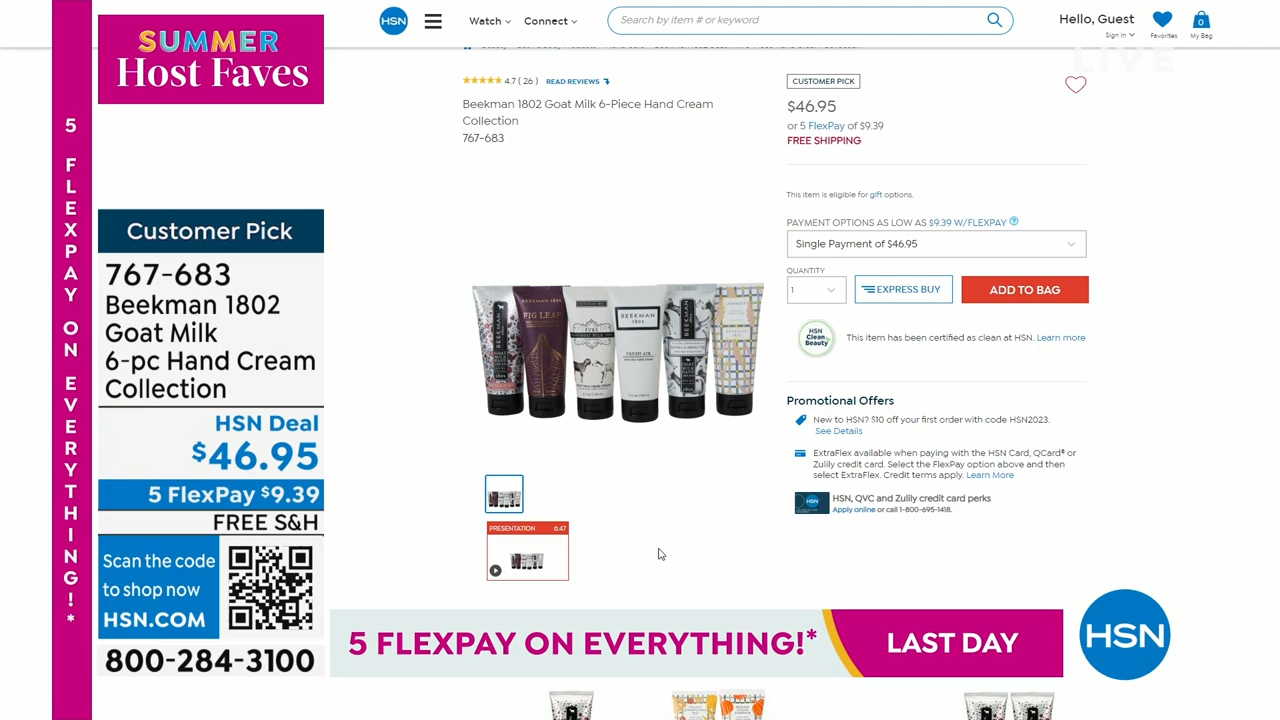 SUMMER
Host Faves
5 FLEXPAY ON EVERYTHING!*
Customer Pick
767-683
Beekman 1802
Goat Milk
6-pc Hand Cream
Collection
HSN Deal
$46.95
5 FlexPay $9.39
FREE S&H
Scan the code
to shop now
HSN.COM
800-284-3100
HSN
Watch
Connect
Search by item # or keyword
Hello, Guest
Sign In
Favorites
0
My Bag
LIVE
4.7 (26)
READ REVIEWS
Beekman 1802 Goat Milk 6-Piece Hand Cream
Collection
767-683
CUSTOMER PICK
$46.95
or 5 FlexPay of $9.39
FREE SHIPPING
This item is eligible for gift options.
PAYMENT OPTIONS AS LOW AS $9.39 W/FLEXPAY
Single Payment of $46.95
QUANTITY
1
EXPRESS BUY
ADD TO BAG
HSN
Clean
Beauty
This item has been certified as clean at HSN. Learn more
Promotional Offers
New to HSN? $10 off your first order with code HSN2023.
See Details
ExtraFlex available when paying with the HSN Card, QCard® or
Zulily credit card. Select the FlexPay option above and then
select ExtraFlex. Credit terms apply. Learn More
HSN
HSN, QVC and Zulily credit card perks
Apply online or call 1-800-695-1418.
BEEKMAN 1802
FIG LEAF
PURE
BEEKMAN
1802
FRESH AIR
PRESENTATION 6:47
5 FLEXPAY ON EVERYTHING!*
LAST DAY
HSN